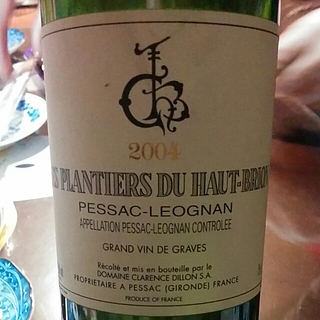 2004
PLANTIERS DU HAUT-BRION
PESSAC-LEOGNAN
APPELLATION PESSAC-LEOGNAN CONTROLEE
GRAND VIN DE GRAVES
Récolté et mis en bouteille par le
DOMAINE CLARENCE DILLON S.A.
PROPRIETAIRE A PESSAC (GIRONDE) FRANCE
PRODUCE OF FRANCE